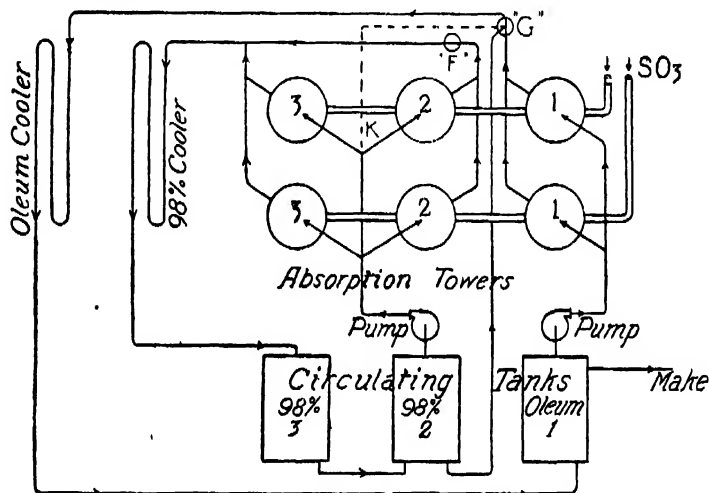 "G"
"F"
SO3
3
2
1
K
Oleum Cooler
98% Cooler
3
2
1
Absorption Towers
Pump
Pump
Circulating Tanks
Make
98%
3
98%
2
Oleum
1